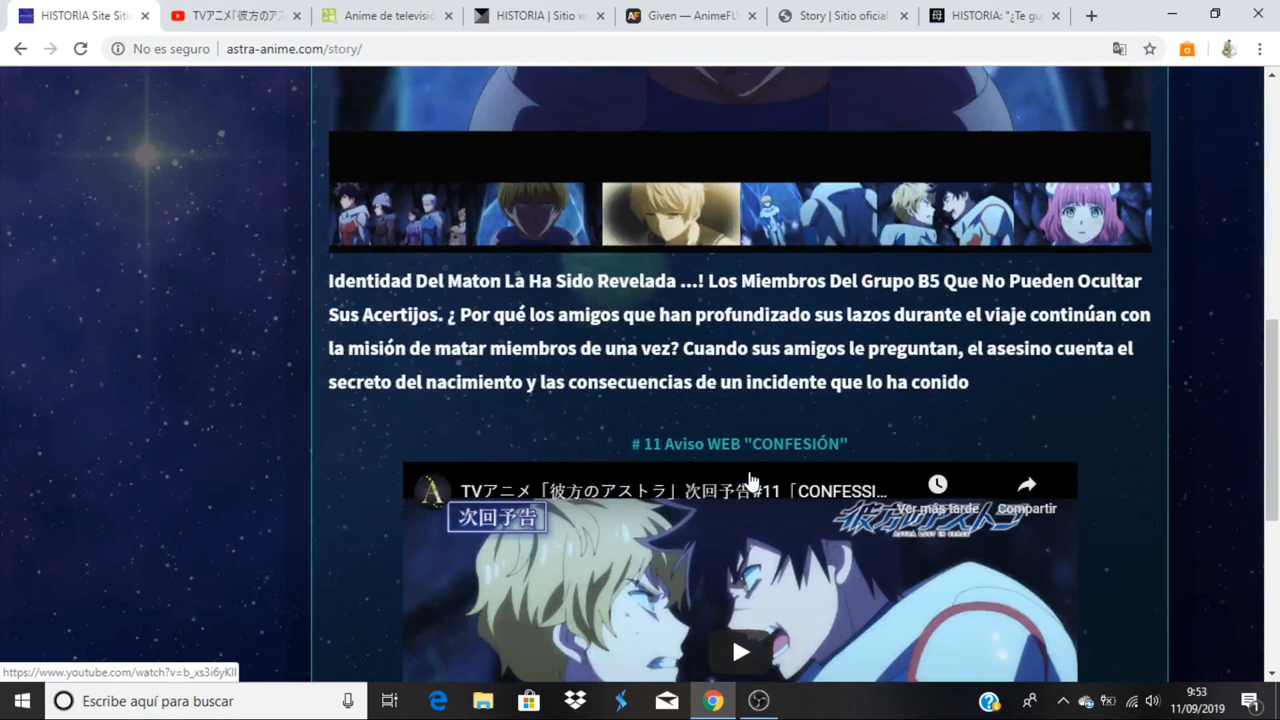 HISTORIA Site Siti
TVアニメ「彼方のアス
Anime de televisió
HISTORIA | Sitio w
Given — AnimeFLV
Story | Sitio oficial
HISTORIA: "¿Te gu
No es seguro | astra-anime.com/story/
Identidad Del Maton La Ha Sido Revelada ...! Los Miembros Del Grupo B5 Que No Pueden Ocultar
Sus Acertijos. ¿ Por qué los amigos que han profundizado sus lazos durante el viaje continúan con
la misión de matar miembros de una vez? Cuando sus amigos le preguntan, el asesino cuenta el
secreto del nacimiento y las consecuencias de un incidente que lo ha conido
# 11 Aviso WEB "CONFESIÓN"
TVアニメ「彼方のアストラ」次回予告#11「CONFESSI...
Ver más tarde
Compartir
次回予告
彼方のアストラ
ASTRA LOST IN SPACE
https://www.youtube.com/watch?v=b_xs3i6yKII
Escribe aquí para buscar
9:53
11/09/2019